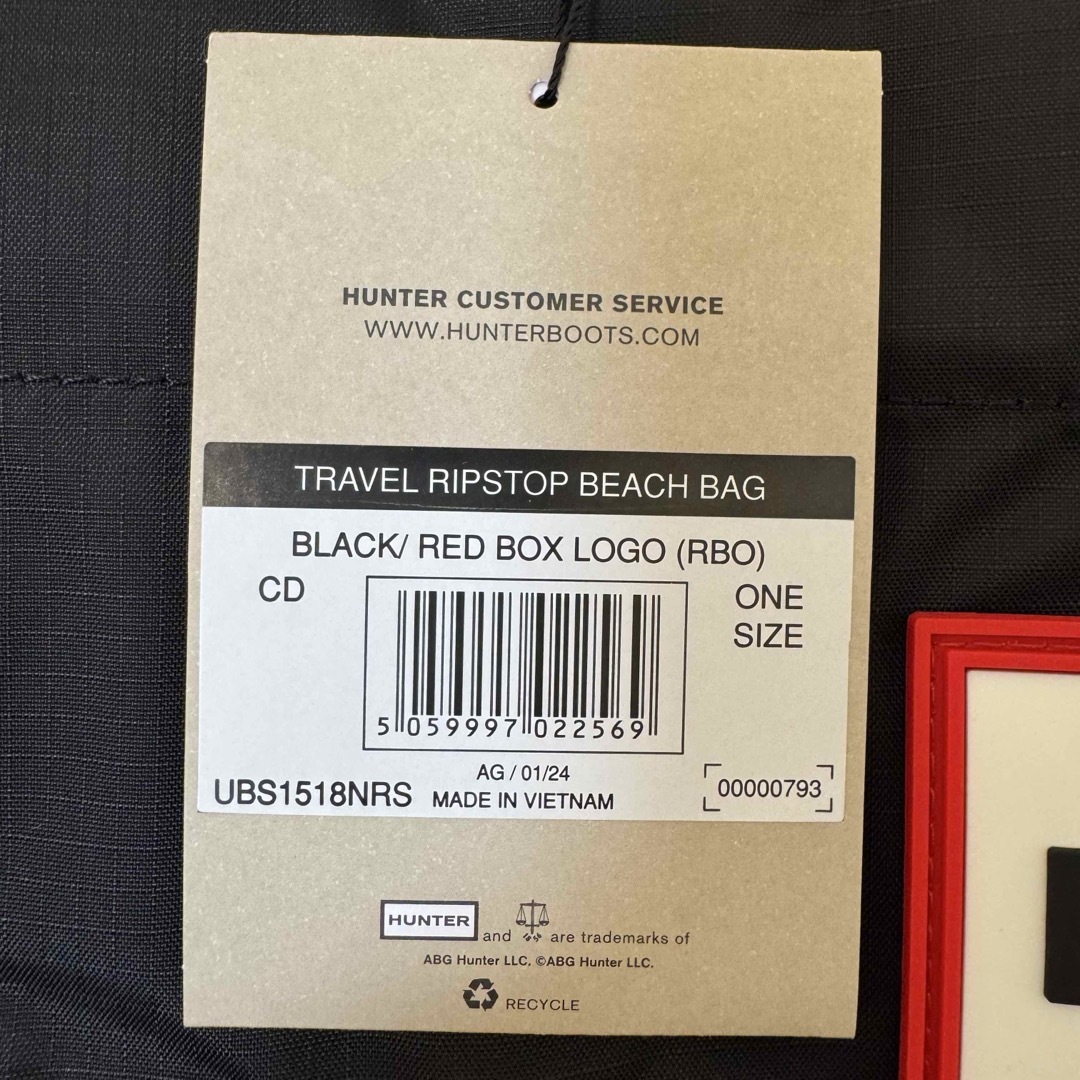 HUNTER CUSTOMER SERVICE
WWW.HUNTERBOOTS.COM
TRAVEL RIPSTOP BEACH BAG
BLACK/ RED BOX LOGO (RBO)
CD
ONE
SIZE
5 059997 022569
AG / 01/24
UBS1518NRS MADE IN VIETNAM 00000793
HUNTER and are trademarks of
ABG Hunter LLC. ©ABG Hunter LLC.
RECYCLE